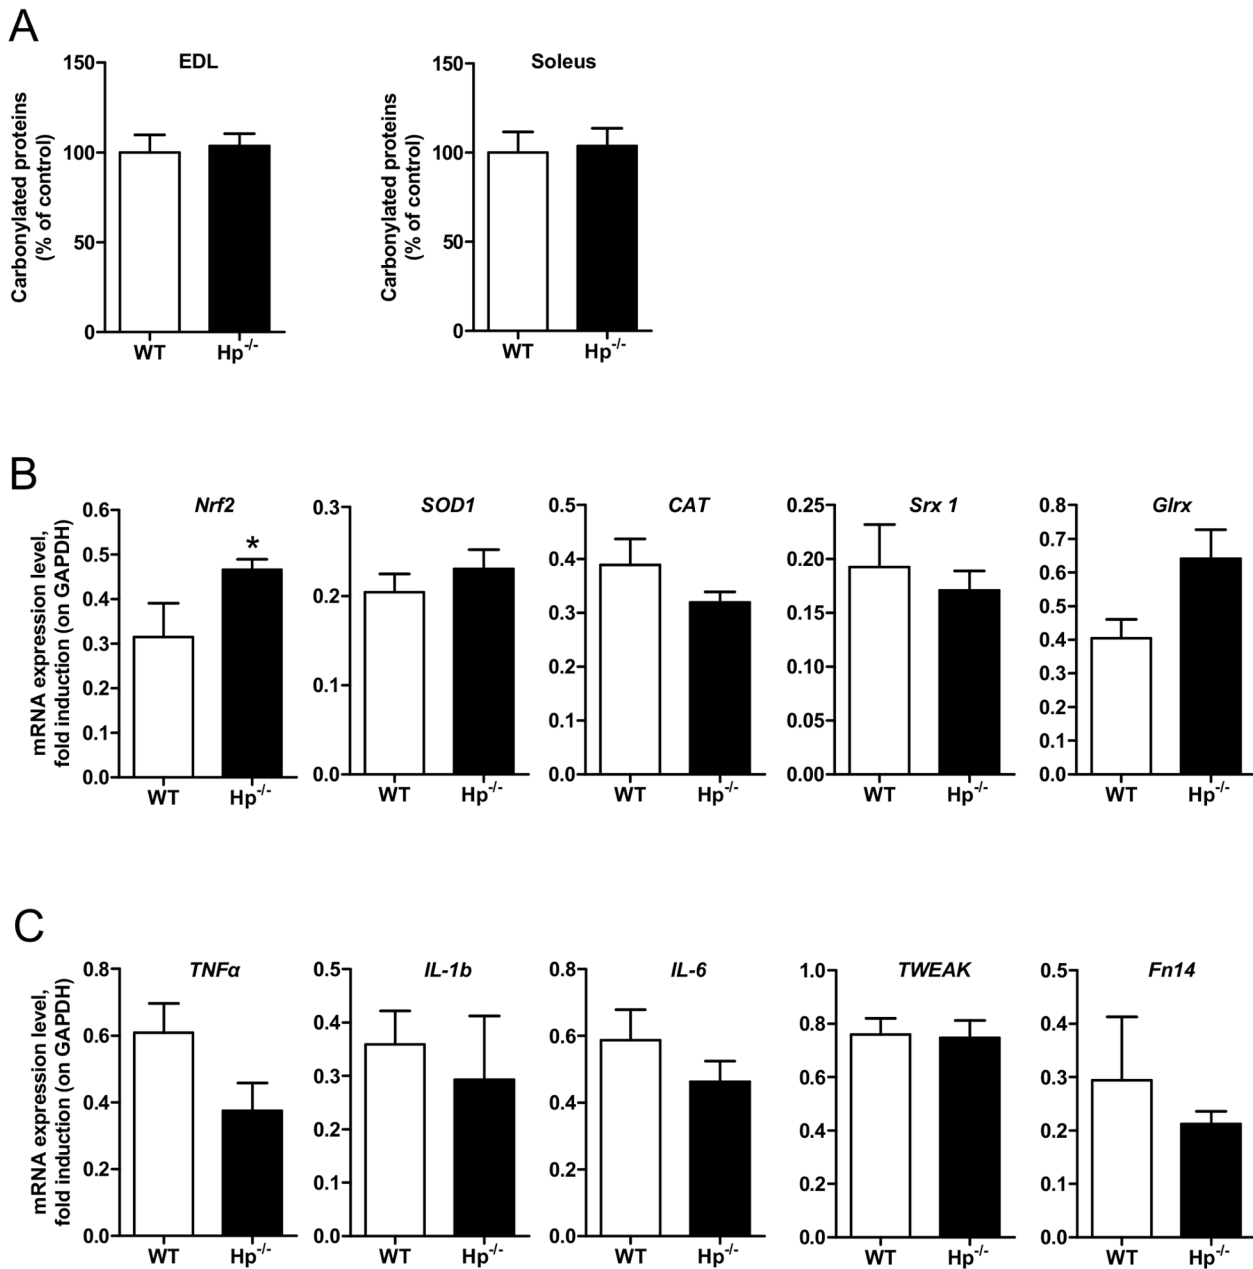 A
EDL
Soleus
Carbonylated proteins
(% of control)
150
100
50
0
WT
Hp-/-
Carbonylated proteins
(% of control)
150
100
50
0
WT
Hp-/-
B
mRNA expression level,
fold induction (on GAPDH)
Nrf2
0.6
0.5
0.4
0.3
0.2
0.1
0.0
*
WT
Hp-/-
SOD1
0.3
0.2
0.1
0.0
WT
Hp-/-
CAT
0.5
0.4
0.3
0.2
0.1
0.0
WT
Hp-/-
Srx 1
0.25
0.20
0.15
0.10
0.05
0.00
WT
Hp-/-
Glrx
0.8
0.7
0.6
0.5
0.4
0.3
0.2
0.1
0.0
WT
Hp-/-
C
mRNA expression level,
fold induction (on GAPDH)
TNFα
0.8
0.6
0.4
0.2
0.0
WT
Hp-/-
IL-1b
0.5
0.4
0.3
0.2
0.1
0.0
WT
Hp-/-
IL-6
0.8
0.6
0.4
0.2
0.0
WT
Hp-/-
TWEAK
1.0
0.8
0.6
0.4
0.2
0.0
WT
Hp-/-
Fn14
0.5
0.4
0.3
0.2
0.1
0.0
WT
Hp-/-